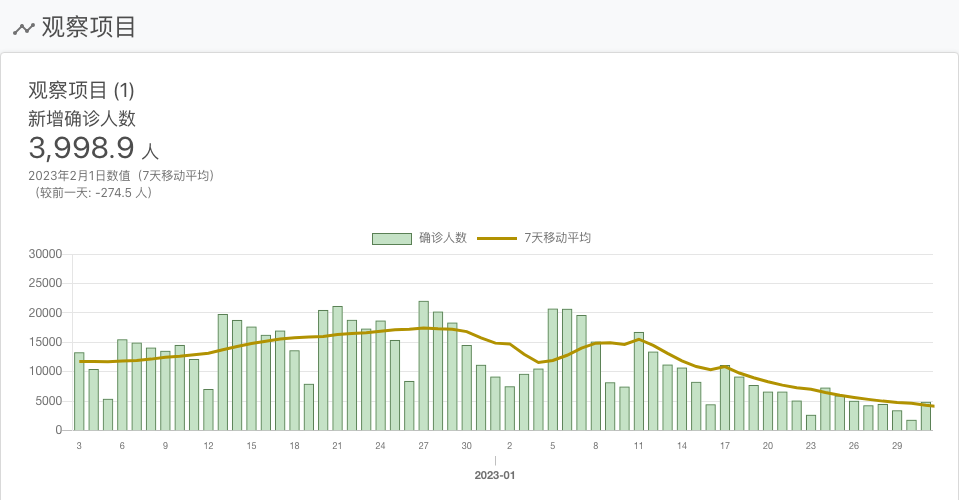 观察项目
观察项目 (1)
新增确诊人数
3,998.9 人
2023年2月1日数值（7天移动平均）
（较前一天: -274.5 人）
确诊人数 7天移动平均
30000
25000
20000
15000
10000
5000
0
3 6 9 12 15 18 21 24 27 30 2 5 8 11 14 17 20 23 26 29
2023-01